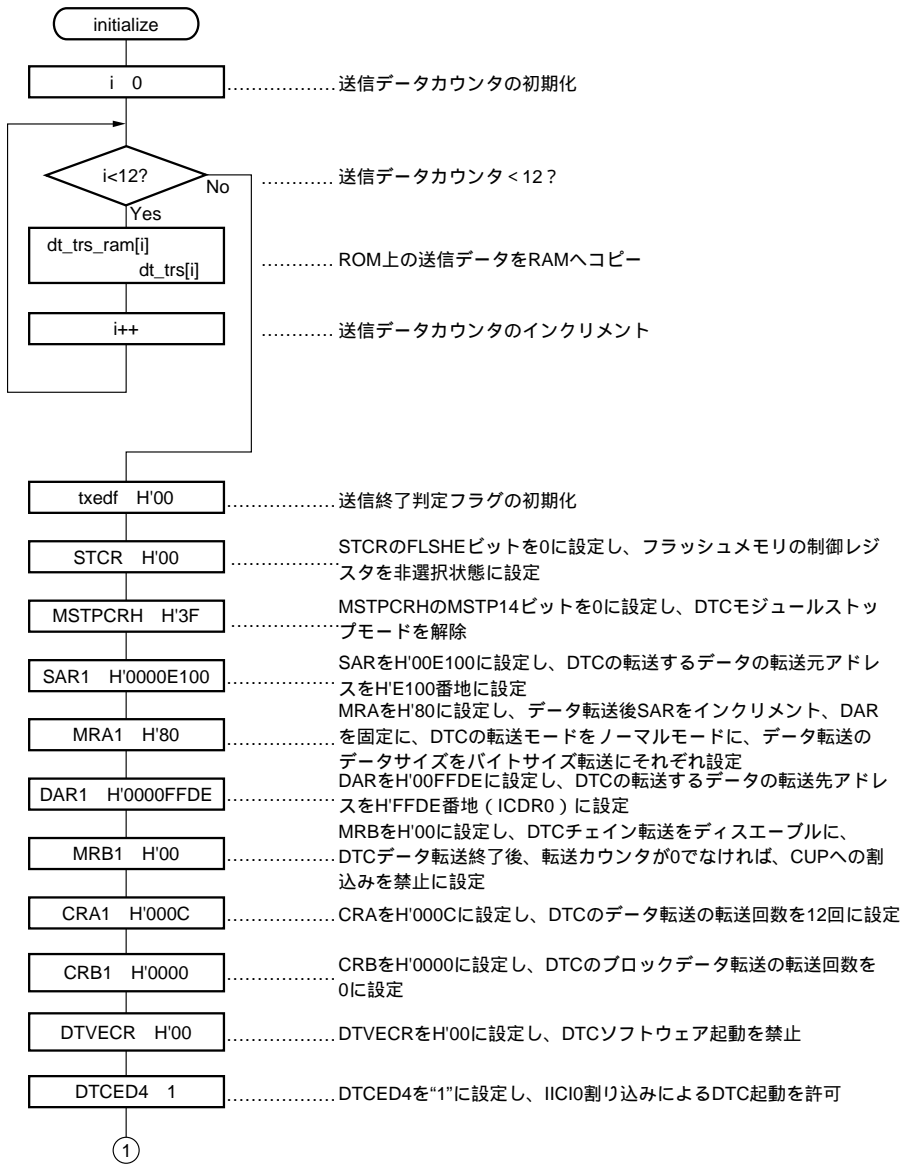 initialize
i 0 ..................送信データカウンタの初期化
i<12? ............ 送信データカウンタ < 12 ?
No
Yes
dt_trs_ram[i]
dt_trs[i]
............ ROM上の送信データをRAMへコピー
i++ ............ 送信データカウンタのインクリメント
txedf H'00 ..................送信終了判定フラグの初期化
STCR H'00 ..................STCRのFLSHEビットを0に設定し、フラッシュメモリの制御レジ
スタを非選択状態に設定
MSTPCRH H'3F ..................MSTPCRHのMSTP14ビットを0に設定し、DTCモジュールストッ
プモードを解除
SAR1 H'0000E100 ..................SARをH'00E100に設定し、DTCの転送するデータの転送元アドレ
スをH'E100番地に設定
MRA1 H'80 ..................MRAをH'80に設定し、データ転送後SARをインクリメント、DAR
を固定に、DTCの転送モードをノーマルモードに、データ転送の
データサイズをバイトサイズ転送にそれぞれ設定
DAR1 H'0000FFDE ..................DARをH'00FFDEに設定し、DTCの転送するデータの転送先アドレ
スをH'FFDE番地(ICDR0)に設定
MRB1 H'00 ..................MRBをH'00に設定し、DTCチェイン転送をディスエーブルに、
DTCデータ転送終了後、転送カウンタが0でなければ、CUPへの割
込みを禁止に設定
CRA1 H'000C ..................CRAをH'000Cに設定し、DTCのデータ転送の転送回数を12回に設定
CRB1 H'0000 ..................CRBをH'0000に設定し、DTCのブロックデータ転送の転送回数を
0に設定
DTVECR H'00 ..................DTVECRをH'00に設定し、DTCソフトウェア起動を禁止
DTCED4 1 ..................DTCED4を“1”に設定し、IICI0割り込みによるDTC起動を許可
1